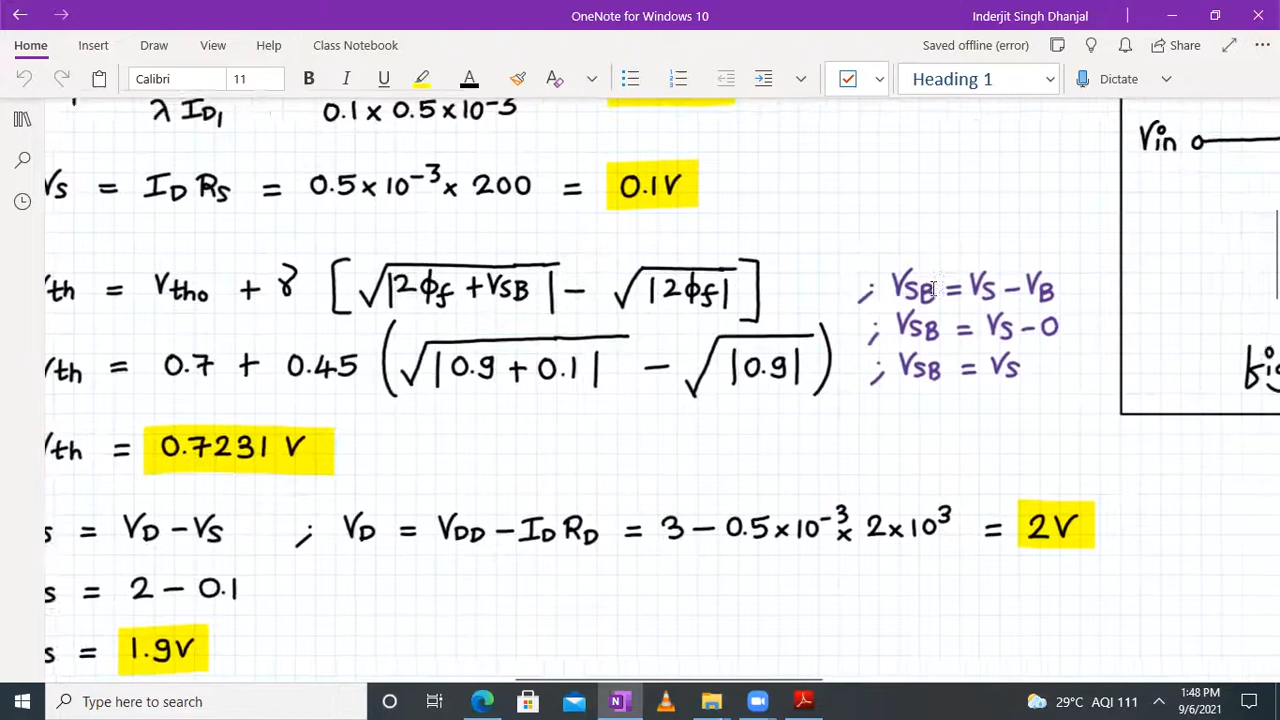 OneNote for Windows 10
Inderjit Singh Dhanjal
Home Insert Draw View Help Class Notebook
Saved offline (error) Share
Calibri 11 B I U A Heading 1 Dictate
λ ID1 0.1 x 0.5 x 10⁻³
Vin
Vs = ID RS = 0.5 x 10⁻³ x 200 = 0.1V
Vth = Vtho + γ [ √|2φf + VSB| − √|2φf| ] ; VSB = VS − VB
; VSB = VS − 0
Vth = 0.7 + 0.45 ( √|0.9 + 0.1| − √|0.9| ) ; VSB = VS
Vth = 0.7231 V
s = VD − VS ; VD = VDD − ID RD = 3 − 0.5 x 10⁻³ x 2 x 10³ = 2V
s = 2 − 0.1
s = 1.9V
Type here to search
29°C AQI 111
1:48 PM
9/6/2021